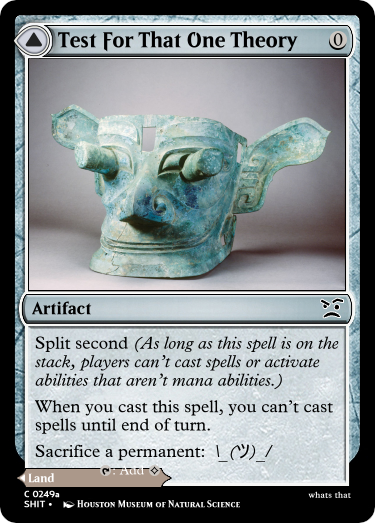 Test For That One Theory 0
Artifact
Split second (As long as this spell is on the
stack, players can't cast spells or activate
abilities that aren't mana abilities.)
When you cast this spell, you can't cast
spells until end of turn.
Sacrifice a permanent: \_(ツ)_/
: Add
Land
C 0249a
SHIT • Houston Museum of Natural Science
whats that